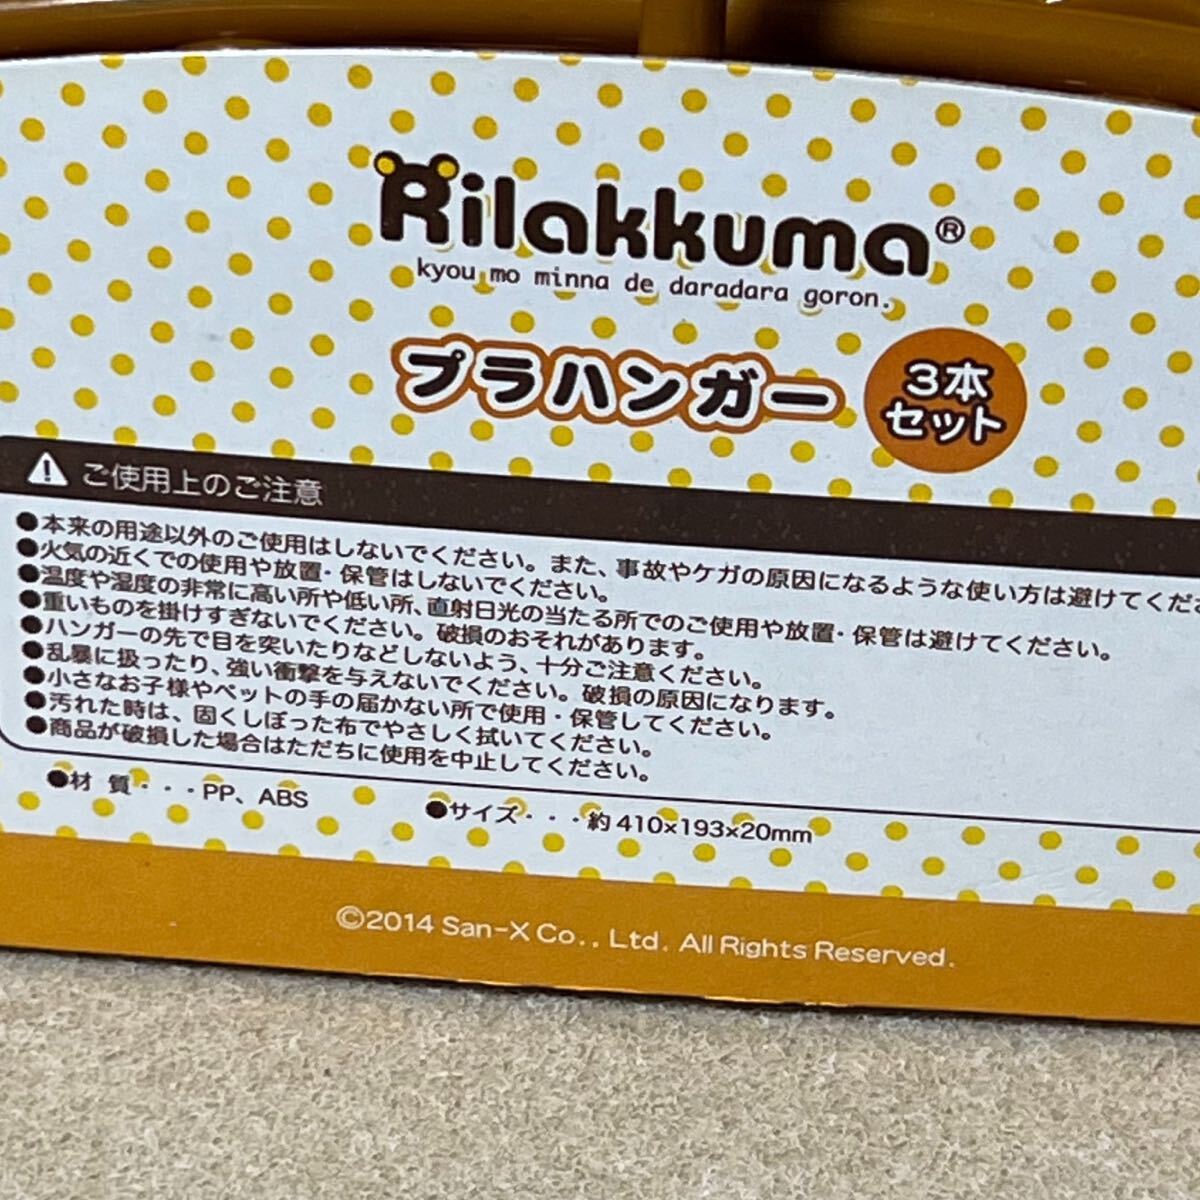 Rilakkuma®
kyou mo minna de daradara goron.
プラハンガー
3本
セット
ご使用上のご注意
●本来の用途以外のご使用はしないでください。また、事故やケガの原因になるような使い方は避けてくださ
●火気の近くでの使用や放置・保管はしないでください。
●温度や湿度の非常に高い所や低い所、直射日光の当たる所でのご使用や放置・保管は避けてください。
●重いものを掛けすぎないでください。破損のおそれがあります。
●ハンガーの先で目を突いたりなどしないよう、十分ご注意ください。
●乱暴に扱ったり、強い衝撃を与えないでください。破損の原因になります。
●小さなお子様やペットの手の届かない所で使用・保管してください。
●汚れた時は、固くしぼった布でやさしく拭いてください。
●商品が破損した場合はただちに使用を中止してください。
●材 質・・・PP、ABS
●サイズ・・・約410×193×20mm
©2014 San-X Co., Ltd. All Rights Reserved.